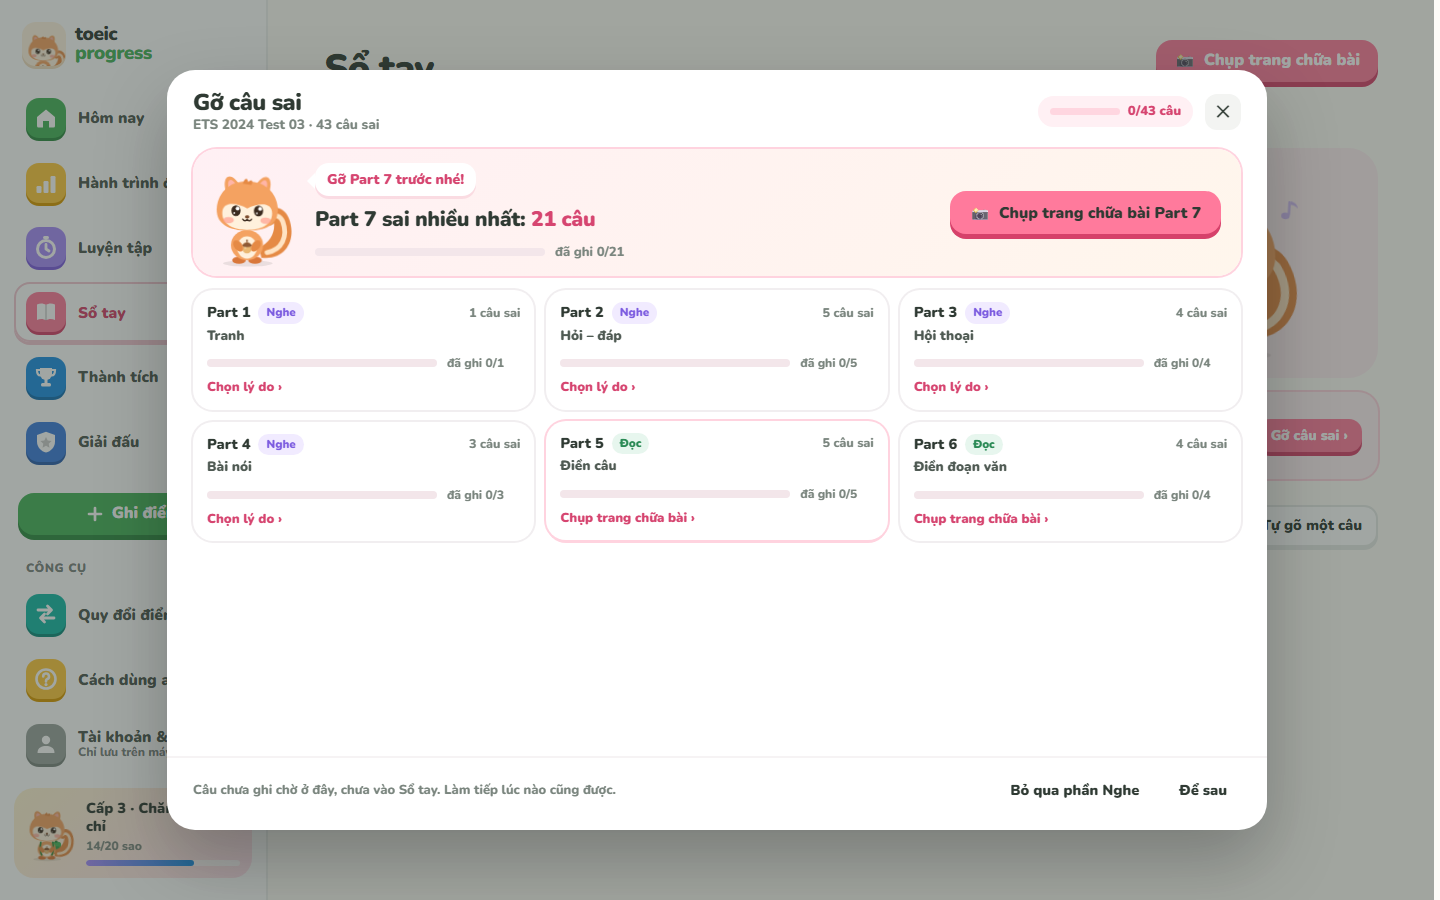 toeic
progress
Hôm nay
Hành trình
Luyện tập
Sổ tay
Thành tích
Giải đấu
Ghi
CÔNG CỤ
Quy đổi
Cách dùng
Tài khoản &
Chỉ lưu trên
Cấp 3 ·
chỉ
14/20 sao
Sổ tay
Chụp trang chữa bài
Gỡ câu sai
ETS 2024 Test 03 · 43 câu sai
0/43 câu
Gỡ Part 7 trước nhé!
Part 7 sai nhiều nhất: 21 câu
đã ghi 0/21
Chụp trang chữa bài Part 7
Part 1 Nghe 1 câu sai
Tranh
đã ghi 0/1
Chọn lý do ›
Part 2 Nghe 5 câu sai
Hỏi – đáp
đã ghi 0/5
Chọn lý do ›
Part 3 Nghe 4 câu sai
Hội thoại
đã ghi 0/4
Chọn lý do ›
Part 4 Nghe 3 câu sai
Bài nói
đã ghi 0/3
Chọn lý do ›
Part 5 Đọc 5 câu sai
Điền câu
đã ghi 0/5
Chụp trang chữa bài ›
Part 6 Đọc 4 câu sai
Điền đoạn văn
đã ghi 0/4
Chụp trang chữa bài ›
Câu chưa ghi chờ ở đây, chưa vào Sổ tay. Làm tiếp lúc nào cũng được.
Bỏ qua phần Nghe
Để sau
Gỡ câu sai ›
Tự gõ một câu